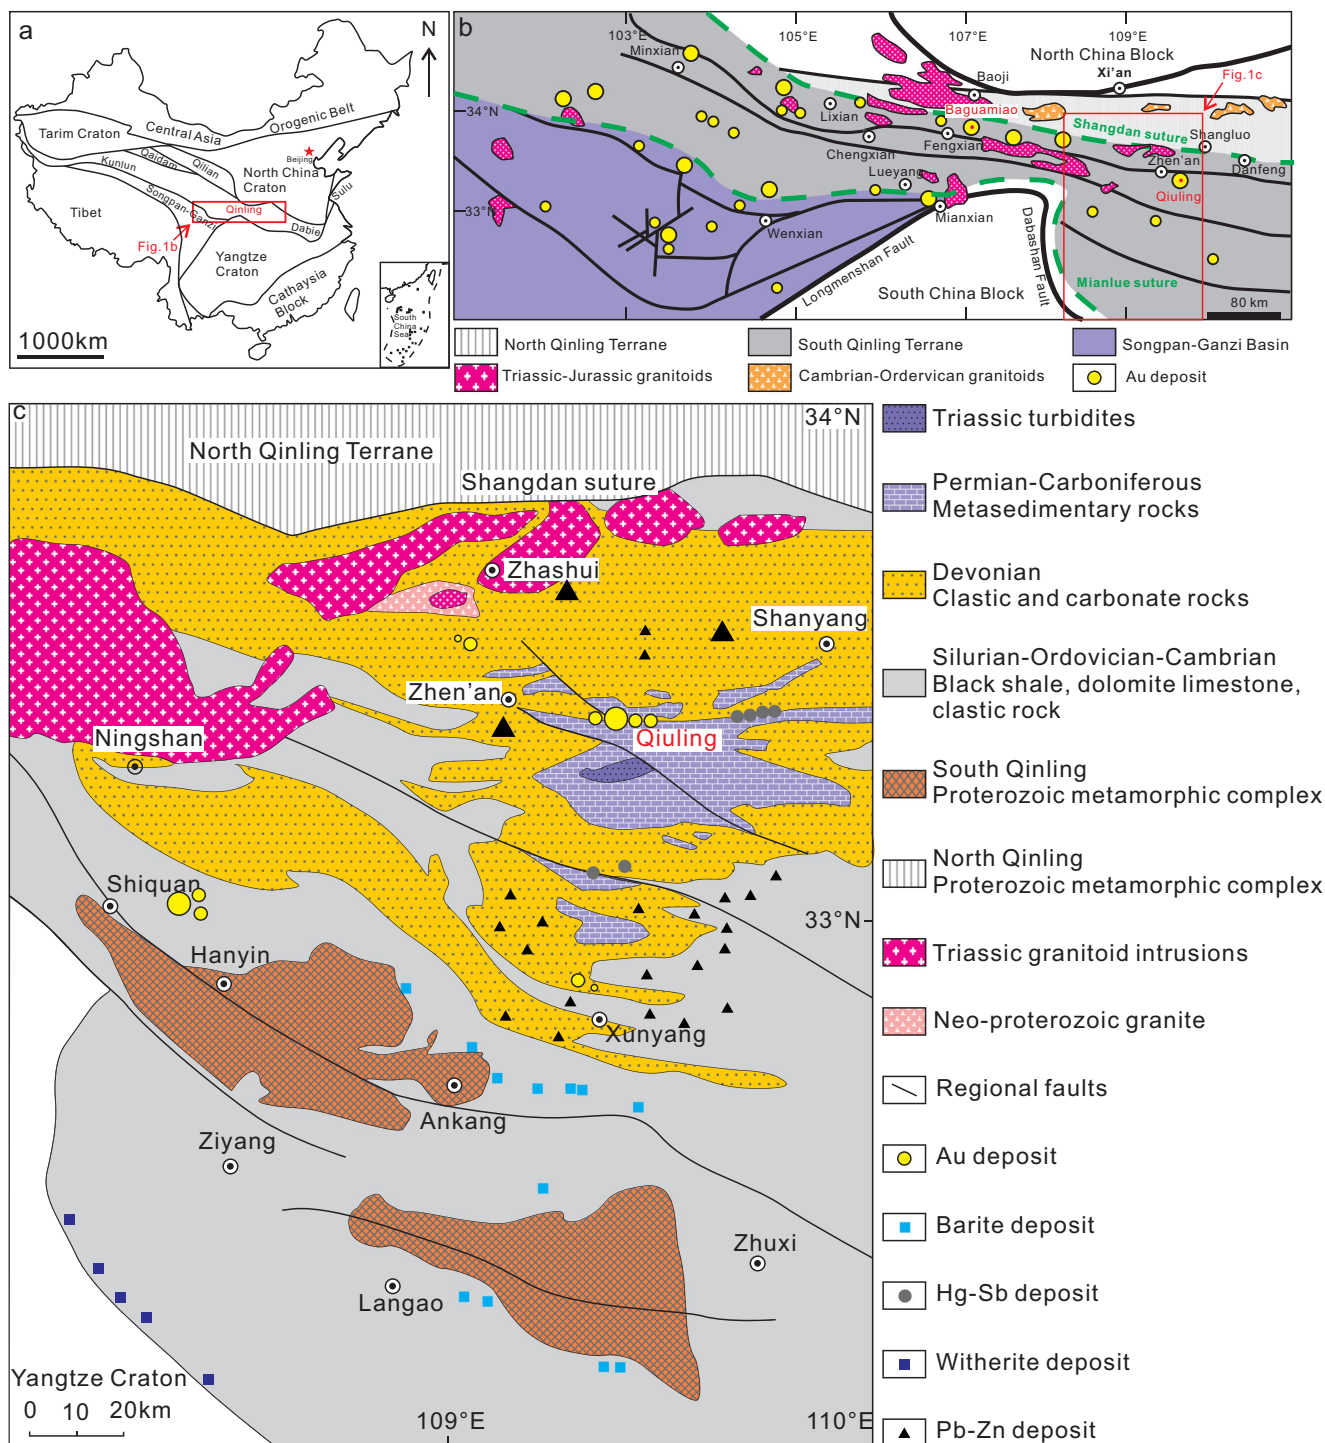 a
N
Tarim Craton
Central Asia
Orogenic Belt
Beijing
Qaidam
Qilian
Kunlun
North China
Craton
Sulu
Songpan-Ganzi
Qinling
Tibet
Dabie
Fig.1b
Yangtze
Craton
Cathaysia
Block
South
China
Sea
1000km
b
103°E
105°E
107°E
109°E
North China Block
Minxian
Baoji
Xi'an
Fig.1c
34°N
Lixian
Baguamiao
Shangdan suture
Shangluo
Chengxian
Fengxian
Zhen'an
Danfeng
Lueyang
Qiuling
33°N
Mianxian
Wenxian
Longmenshan Fault
Dabashan Fault
Mianlue suture
South China Block
80 km
North Qinling Terrane
South Qinling Terrane
Songpan-Ganzi Basin
Triassic-Jurassic granitoids
Cambrian-Ordervican granitoids
Au deposit
c
34°N
North Qinling Terrane
Shangdan suture
Zhashui
Shanyang
Zhen'an
Qiuling
Ningshan
Shiquan
33°N
Hanyin
Xunyang
Ankang
Ziyang
Zhuxi
Langao
Yangtze Craton
0 10 20km
109°E
110°E
Triassic turbidites
Permian-Carboniferous
Metasedimentary rocks
Devonian
Clastic and carbonate rocks
Silurian-Ordovician-Cambrian
Black shale, dolomite limestone,
clastic rock
South Qinling
Proterozoic metamorphic complex
North Qinling
Proterozoic metamorphic complex
Triassic granitoid intrusions
Neo-proterozoic granite
Regional faults
Au deposit
Barite deposit
Hg-Sb deposit
Witherite deposit
Pb-Zn deposit